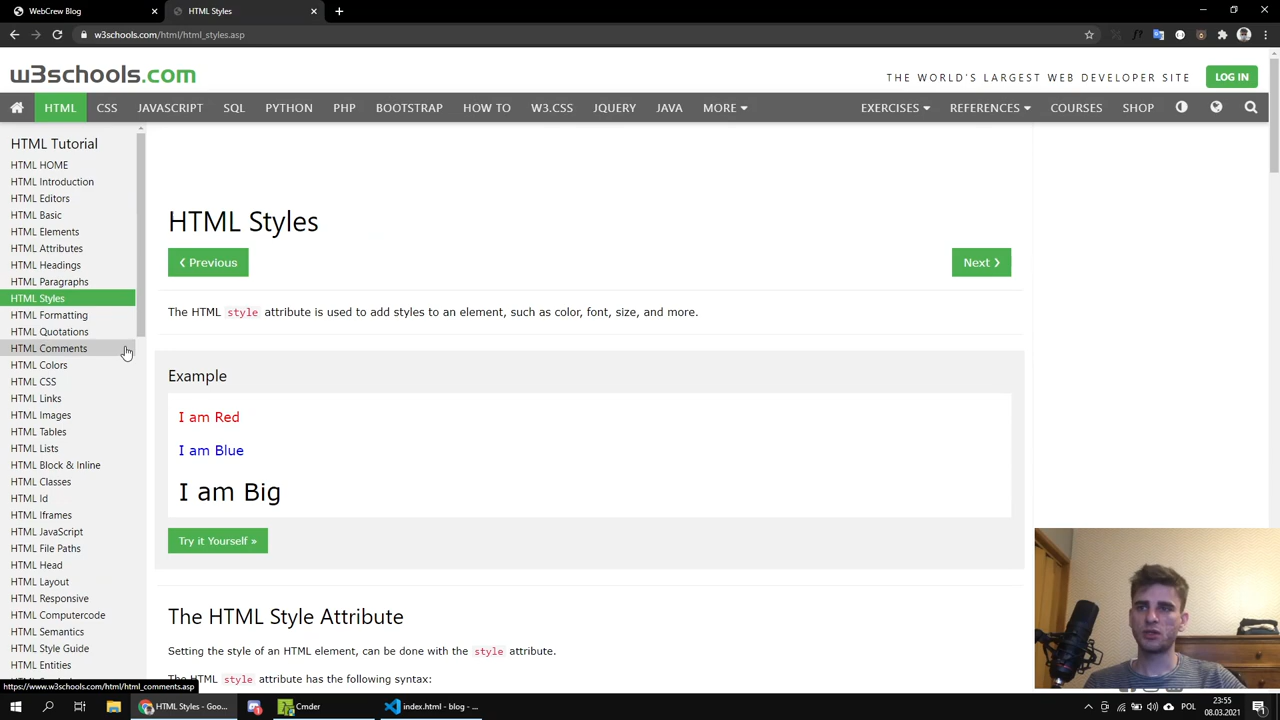 WebCrew Blog
HTML Styles
w3schools.com/html/html_styles.asp
w3schools.com
THE WORLD'S LARGEST WEB DEVELOPER SITE
LOG IN
HTML
CSS
JAVASCRIPT
SQL
PYTHON
PHP
BOOTSTRAP
HOW TO
W3.CSS
JQUERY
JAVA
MORE
EXERCISES
REFERENCES
COURSES
SHOP
HTML Tutorial
HTML HOME
HTML Introduction
HTML Editors
HTML Basic
HTML Elements
HTML Attributes
HTML Headings
HTML Paragraphs
HTML Styles
HTML Formatting
HTML Quotations
HTML Comments
HTML Colors
HTML CSS
HTML Links
HTML Images
HTML Tables
HTML Lists
HTML Block & Inline
HTML Classes
HTML Id
HTML Iframes
HTML JavaScript
HTML File Paths
HTML Head
HTML Layout
HTML Responsive
HTML Computercode
HTML Semantics
HTML Style Guide
HTML Entities
HTML Styles
❮ Previous
Next ❯
The HTML style attribute is used to add styles to an element, such as color, font, size, and more.
Example
I am Red
I am Blue
I am Big
Try it Yourself »
The HTML Style Attribute
Setting the style of an HTML element, can be done with the style attribute.
The HTML style attribute has the following syntax:
https://www.w3schools.com/html/html_comments.asp
HTML Styles - Goo...
Cmder
index.html - blog - ...
POL
23:55
08.03.2021